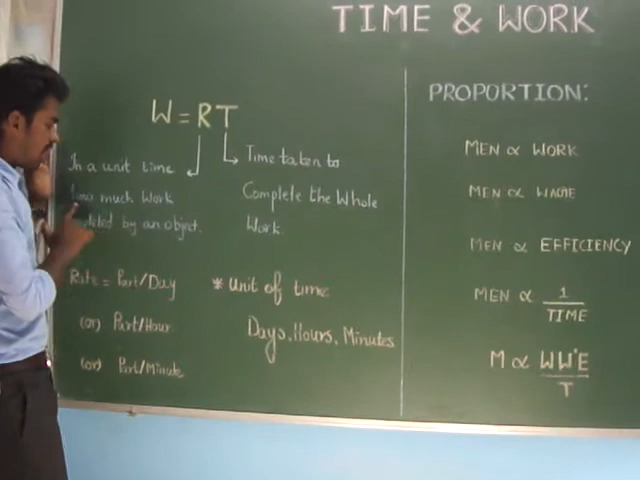 TIME & WORK
W = RT
In a unit time
how much Work
by an object.
Time taken to
Complete the Whole
Work.
Rate = Part/Day
(or) Part/Hour
(or) Part/Minute
* Unit of time
Days, Hours, Minutes
PROPORTION:
MEN ∝ WORK
MEN ∝ WAGE
MEN ∝ EFFICIENCY
MEN ∝ 1
TIME
M ∝ WW'E
T